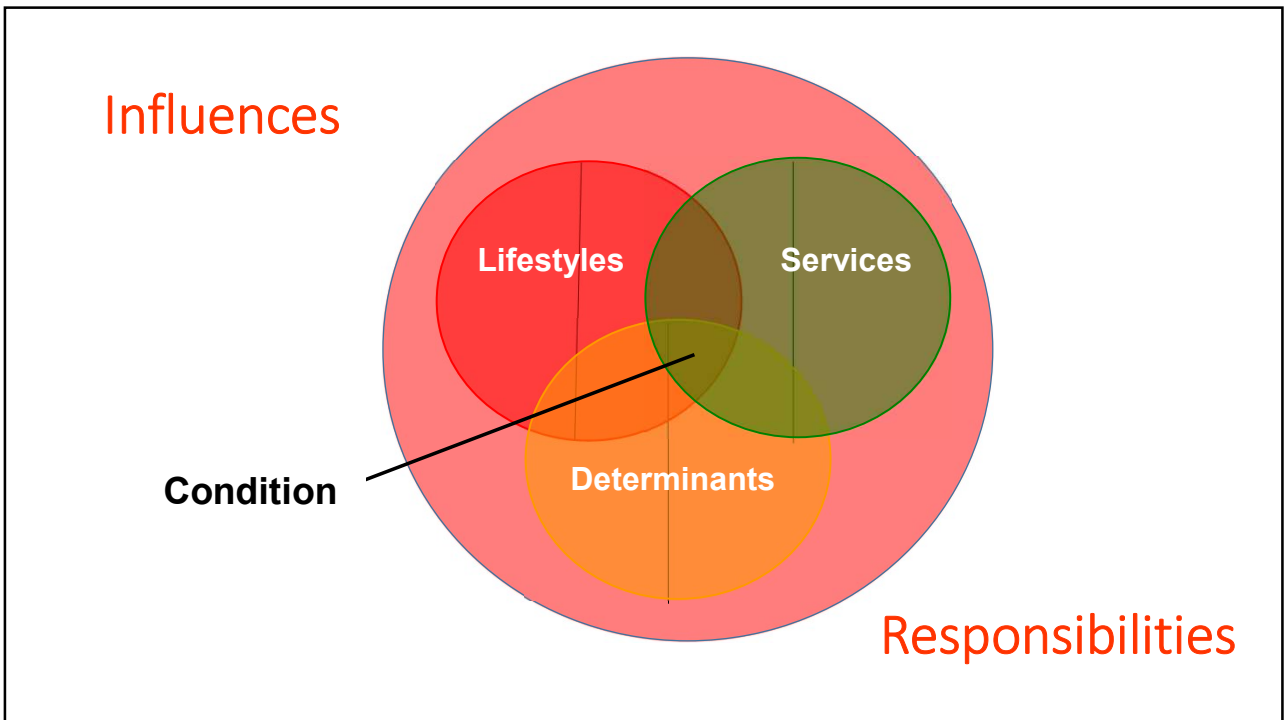 Influences
Lifestyles
Services
Condition
Determinants
Responsibilities